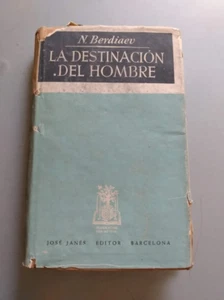 N. Berdiaev
LA DESTINACIÓN
DEL HOMBRE
JOSÉ JANÉS EDITOR BARCELONA